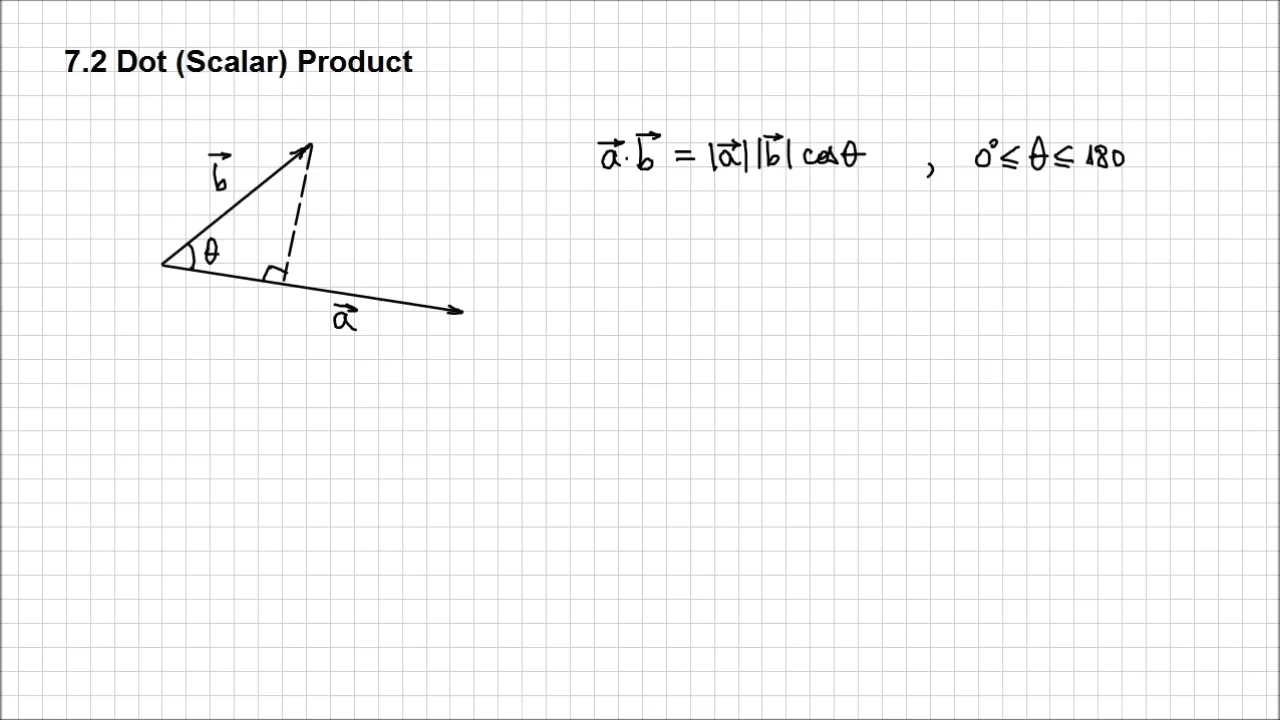 7.2 Dot (Scalar) Product
b⃗
θ
a⃗
a⃗ · b⃗ = |a⃗| |b⃗| cos θ , 0° ≤ θ ≤ 180